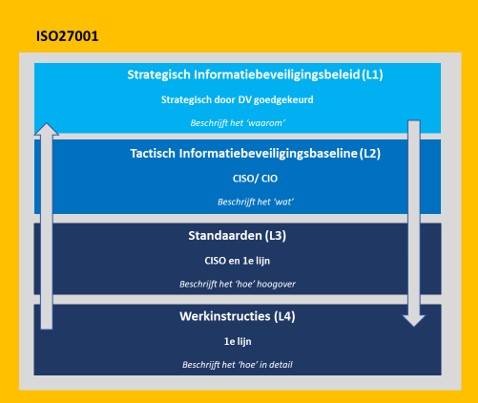 ISO27001
Strategisch Informatiebeveiligingsbeleid (L1)
Strategisch door DV goedgekeurd
Beschrijft het ‘waarom’
Tactisch Informatiebeveiligingsbaseline (L2)
CISO/ CIO
Beschrijft het ‘wat’
Standaarden (L3)
CISO en 1e lijn
Beschrijft het ‘hoe’ hoogover
Werkinstructies (L4)
1e lijn
Beschrijft het ‘hoe’ in detail